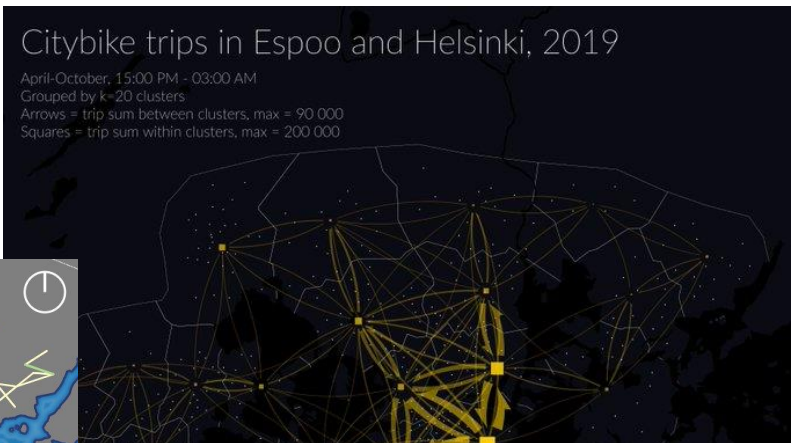 Citybike trips in Espoo and Helsinki, 2019
April-October, 15:00 PM - 03:00 AM
Grouped by k=20 clusters
Arrows = trip sum between clusters, max = 90 000
Squares = trip sum within clusters, max = 200 000